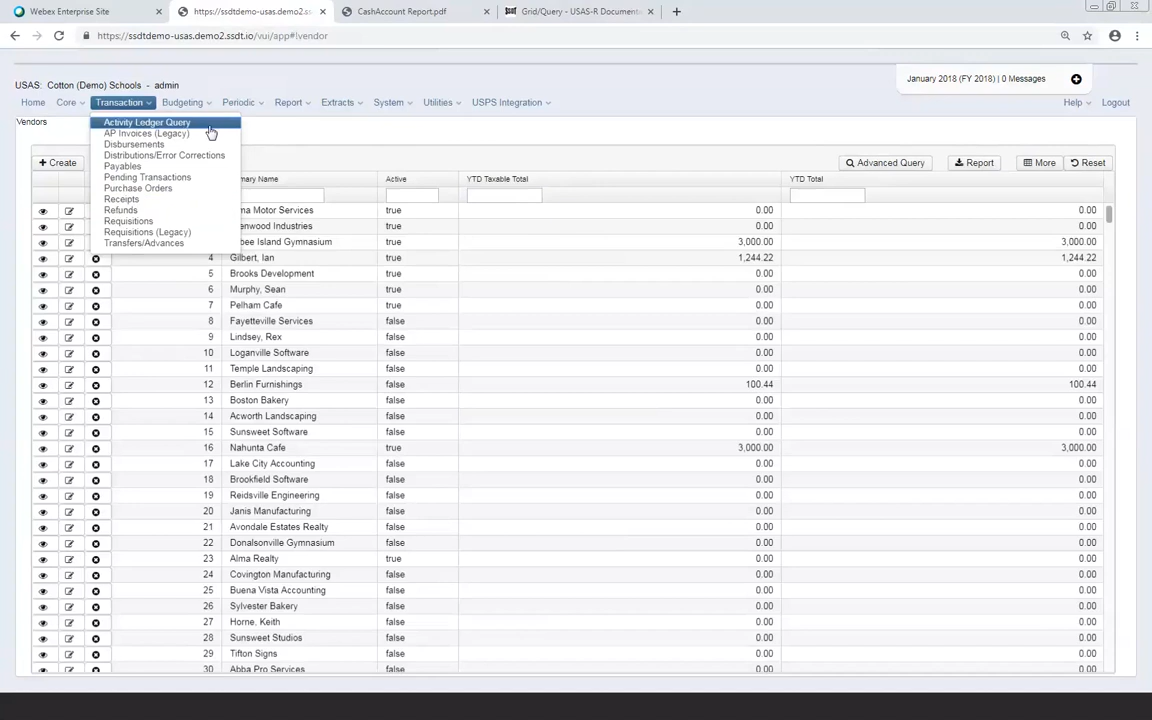 Webex Enterprise Site
https://ssdtdemo-usas.demo2.ss
CashAccount Report.pdf
Grid/Query - USAS-R Documente
https://ssdtdemo-usas.demo2.ssdt.io/vui/app#!vendor
USAS: Cotton (Demo) Schools - admin
January 2018 (FY 2018) | 0 Messages
Home Core Transaction Budgeting Periodic Report Extracts System Utilities USPS Integration Help Logout
Vendors
Activity Ledger Query
AP Invoices (Legacy)
Disbursements
Distributions/Error Corrections
Payables
Pending Transactions
Purchase Orders
Receipts
Refunds
Requisitions
Requisitions (Legacy)
Transfers/Advances
Create Advanced Query Report More Reset
mary Name Active YTD Taxable Total YTD Total
ma Motor Services true 0.00 0.00
enwood Industries true 0.00 0.00
bee Island Gymnasium true 3,000.00 3,000.00
4 Gilbert, Ian true 1,244.22 1,244.22
5 Brooks Development true 0.00 0.00
6 Murphy, Sean true 0.00 0.00
7 Pelham Cafe true 0.00 0.00
8 Fayetteville Services false 0.00 0.00
9 Lindsey, Rex false 0.00 0.00
10 Loganville Software false 0.00 0.00
11 Temple Landscaping false 0.00 0.00
12 Berlin Furnishings false 100.44 100.44
13 Boston Bakery false 0.00 0.00
14 Acworth Landscaping false 0.00 0.00
15 Sunsweet Software false 0.00 0.00
16 Nahunta Cafe true 3,000.00 3,000.00
17 Lake City Accounting false 0.00 0.00
18 Brookfield Software false 0.00 0.00
19 Reidsville Engineering false 0.00 0.00
20 Janis Manufacturing false 0.00 0.00
21 Avondale Estates Realty false 0.00 0.00
22 Donalsonville Gymnasium false 0.00 0.00
23 Alma Realty true 0.00 0.00
24 Covington Manufacturing false 0.00 0.00
25 Buena Vista Accounting false 0.00 0.00
26 Sylvester Bakery false 0.00 0.00
27 Horne. Keith false 0.00 0.00
28 Sunsweet Studios false 0.00 0.00
29 Tifton Signs false 0.00 0.00
30 Abba Pro Services false 0.00 0.00